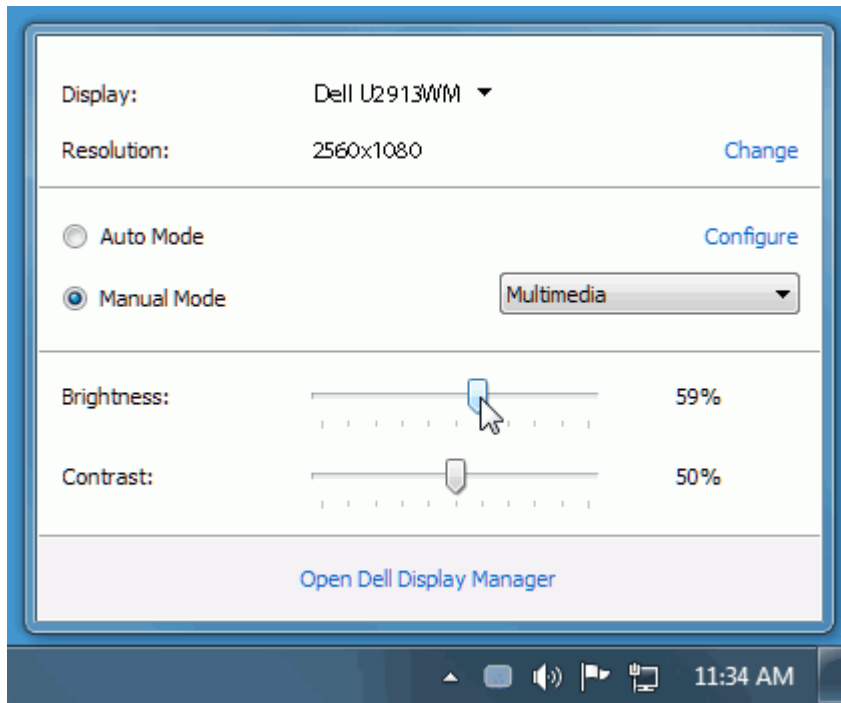 Display: Dell U2913WM
Resolution: 2560x1080 Change
Auto Mode Configure
Manual Mode Multimedia
Brightness: 59%
Contrast: 50%
Open Dell Display Manager
11:34 AM